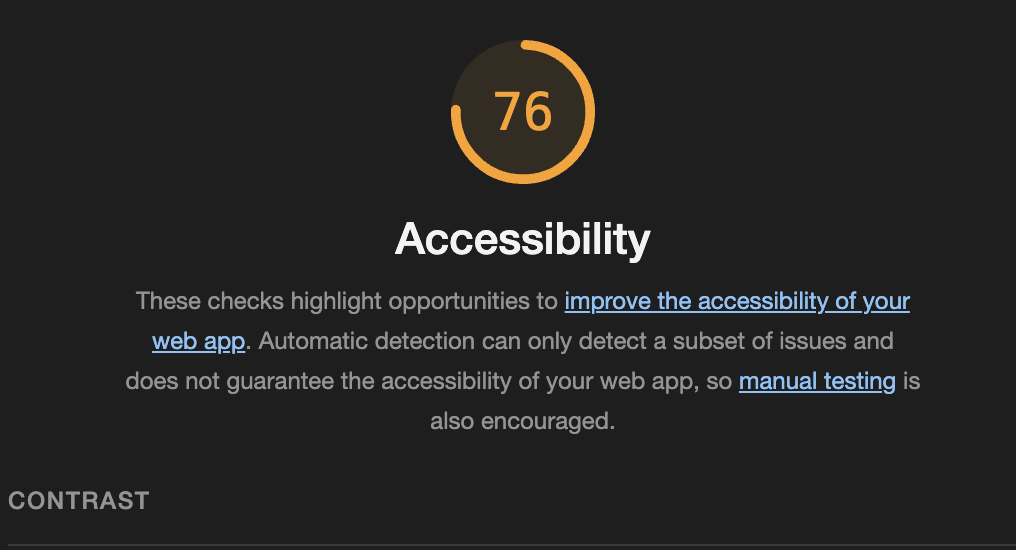 76
Accessibility
These checks highlight opportunities to improve the accessibility of your
web app. Automatic detection can only detect a subset of issues and
does not guarantee the accessibility of your web app, so manual testing is
also encouraged.
CONTRAST